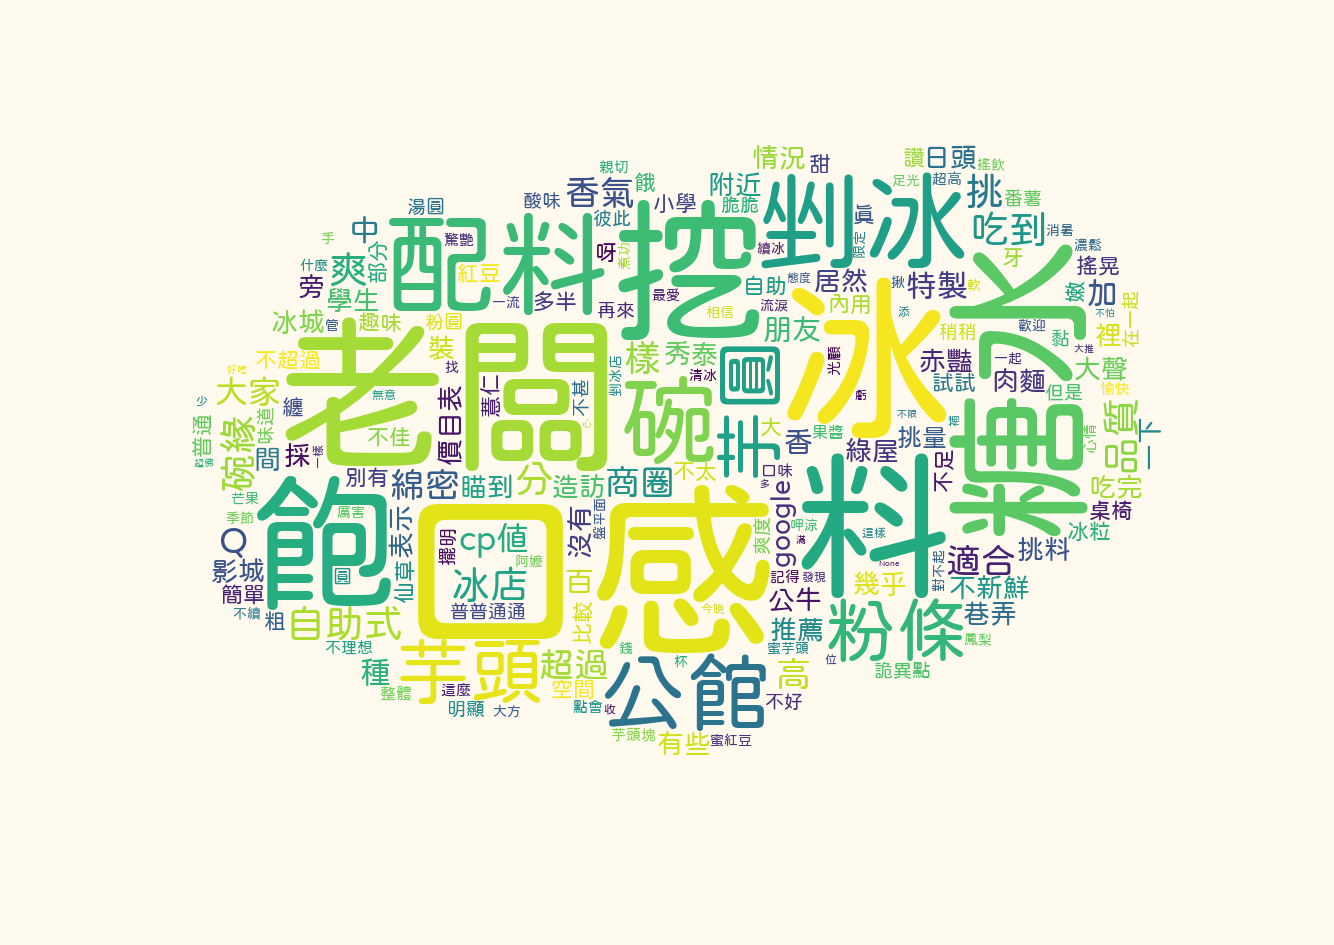 親切
情況
甜
讚
日頭
搖飲
湯圓
酸味
香氣
餓
小學
附近
脆脆
足光
超高
挑
番薯
手
中
驚艷
彼此
呀
剉冰
真
限定
吃到
消暑
濃鬆
什麼
爽
部分
配料
挖
續冰
牙
搖晃
旁
學生
紅豆
一流
多半
再來
最愛
自助
態度
居然
揪
特製
軟
嫩
加
冰城
管
趣味
粉圓
裝
相信
流淚
朋友
內用
添
稍稍
歡迎
糖水
黏
不怕
裡
在一起
好吃
不超過
找
老闆
剉冰店
樣
秀泰
清冰
圓
光顧
冰
赤豔
一起
大推
試試
肉麵
但是
大聲
愉快
少
大家
纏
無意
價目表
薏仁
不甚
心
碗
芋
大
香
果醬
虧
不限
挑量
補
心情
品質
一下
普通
超佛
碗緣
味道
間
採
一樣
不佳
別有
綿密
瞄到
分
造訪
商圈
不太
口味
多
綠屋
不足
吃完
芒果
季節
飽
厲害
表示
擺明
cp值
阿嬤
沒有
盤平面
感
爽度
google
呷涼
滿
這樣
料
桌椅
冰粒
Q
影城
簡單
圓
仙草
口
冰店
普普通通
百
比較
今晚
記得
發現
公牛
幾乎
None
對不起
適合
挑料
不新鮮
不續
粗
自助式
不理想
芋頭
超過
錢
杯
推薦
蜜芋頭
位
粉條
巷弄
鳳梨
詭異點
種
整體
這麼
明顯
大方
空間
點會
收
公館
高
不好
芋頭塊
有些
蜜紅豆